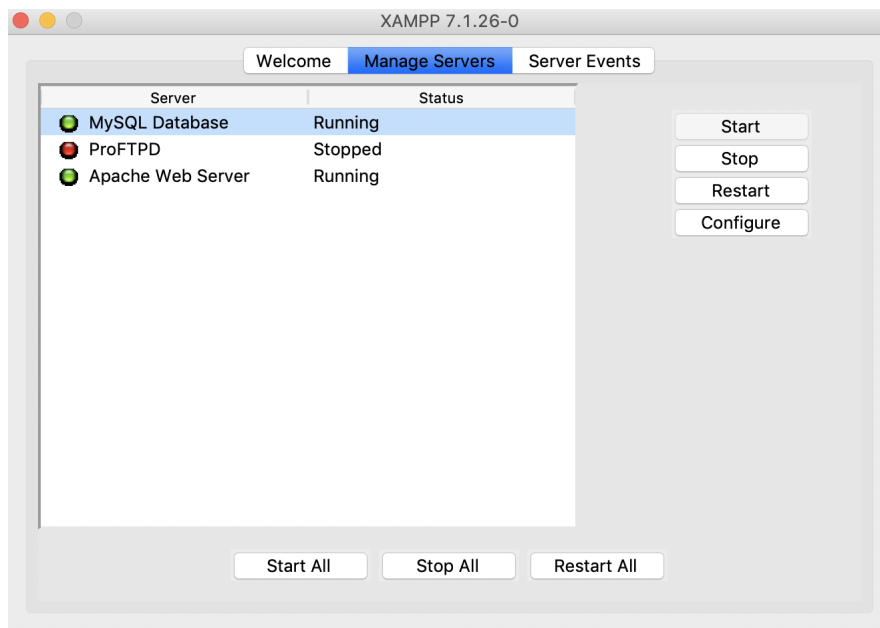 XAMPP 7.1.26-0
Welcome Manage Servers Server Events
Server Status
MySQL Database Running
ProFTPD Stopped
Apache Web Server Running
Start
Stop
Restart
Configure
Start All Stop All Restart All